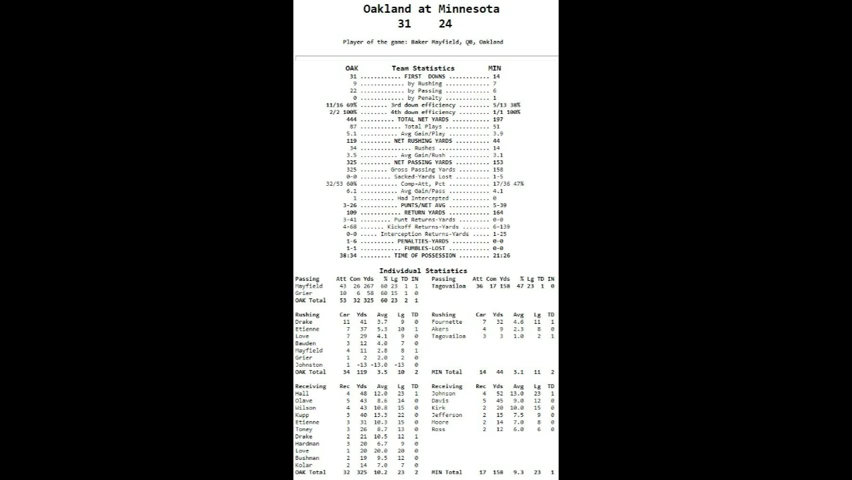 Oakland at Minnesota
31 24
Player of the game: Baker Mayfield, QB, Oakland
OAK Team Statistics MIN
31 ............ FIRST DOWNS ............ 14
9 ............ by Rushing ............ 7
22 ............ by Passing ............ 6
0 ............ by Penalty ............ 1
11/16 69% ........ 3rd down efficiency ........ 5/13 38%
2/2 100% ........ 4th down efficiency ........ 1/1 100%
444 .......... TOTAL NET YARDS .......... 197
87 ............ Total Plays ............ 51
5.1 ........... Avg Gain/Play ........... 3.9
119 ......... NET RUSHING YARDS ......... 44
34 .............. Rushes .............. 14
3.5 ........... Avg Gain/Rush ........... 3.1
325 ......... NET PASSING YARDS ......... 153
325 ........ Gross Passing Yards ........ 158
0-0 ......... Sacked-Yards Lost ......... 1-5
32/53 60% ........... Comp-Att, Pct ........... 17/36 47%
6.1 ........... Avg Gain/Pass ........... 4.1
1 ........... Had Intercepted ........... 0
3-26 ........... PUNTS/NET AVG ........... 5-39
109 ............ RETURN YARDS ............ 164
3-41 ......... Punt Returns-Yards ......... 0-0
4-68 ........ Kickoff Returns-Yards ........ 6-139
0-0 ...... Interception Returns-Yards ...... 1-25
1-6 .......... PENALTIES-YARDS .......... 0-0
1-1 ............ FUMBLES-LOST ............ 0-0
38:34 ......... TIME OF POSSESSION ......... 21:26
Individual Statistics
Passing Att Com Yds % Lg TD IN Passing Att Com Yds % Lg TD IN
Mayfield 43 26 267 60 23 1 1 Tagovailoa 36 17 158 47 23 1 0
Grier 10 6 58 60 15 1 0
OAK Total 53 32 325 60 23 2 1
Rushing Car Yds Avg Lg TD Rushing Car Yds Avg Lg TD
Drake 11 41 3.7 9 0 Fournette 7 32 4.6 11 1
Etienne 7 37 5.3 10 1 Akers 4 9 2.3 8 0
Love 7 29 4.1 9 0 Tagovailoa 3 3 1.0 2 1
Bauden 3 12 4.0 7 0
Mayfield 4 11 2.8 8 1
Grier 1 2 2.0 2 0
Johnston 1 -13 -13.0 -13 0
OAK Total 34 119 3.5 10 2 MIN Total 14 44 3.1 11 2
Receiving Rec Yds Avg Lg TD Receiving Rec Yds Avg Lg TD
Hall 4 48 12.0 23 1 Johnson 4 52 13.0 23 1
Olave 5 43 8.6 14 0 Davis 5 45 9.0 12 0
Wilson 4 43 10.8 15 0 Kirk 2 20 10.0 15 0
Kupp 3 40 13.3 22 0 Jefferson 2 15 7.5 9 0
Etienne 3 31 10.3 15 0 Moore 2 14 7.0 8 0
Toney 3 26 8.7 13 0 Ross 2 12 6.0 6 0
Drake 2 21 10.5 12 1
Hardman 3 20 6.7 9 0
Love 1 20 20.0 20 0
Bushman 2 19 9.5 12 0
Kolar 2 14 7.0 7 0
OAK Total 32 325 10.2 23 2 MIN Total 17 158 9.3 23 1